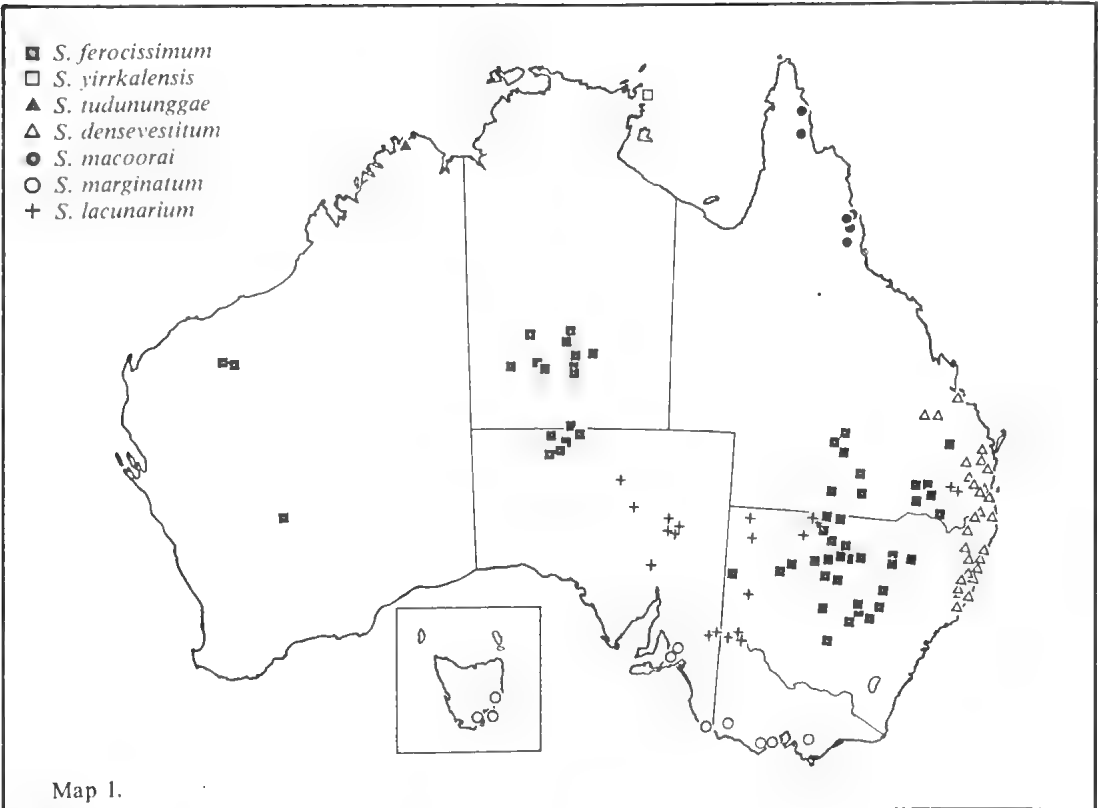 S. ferocissimum
S. yirrkalensis
S. tudununggae
S. densevestitum
S. macoorai
S. marginatum
S. lacunarium
Map 1.